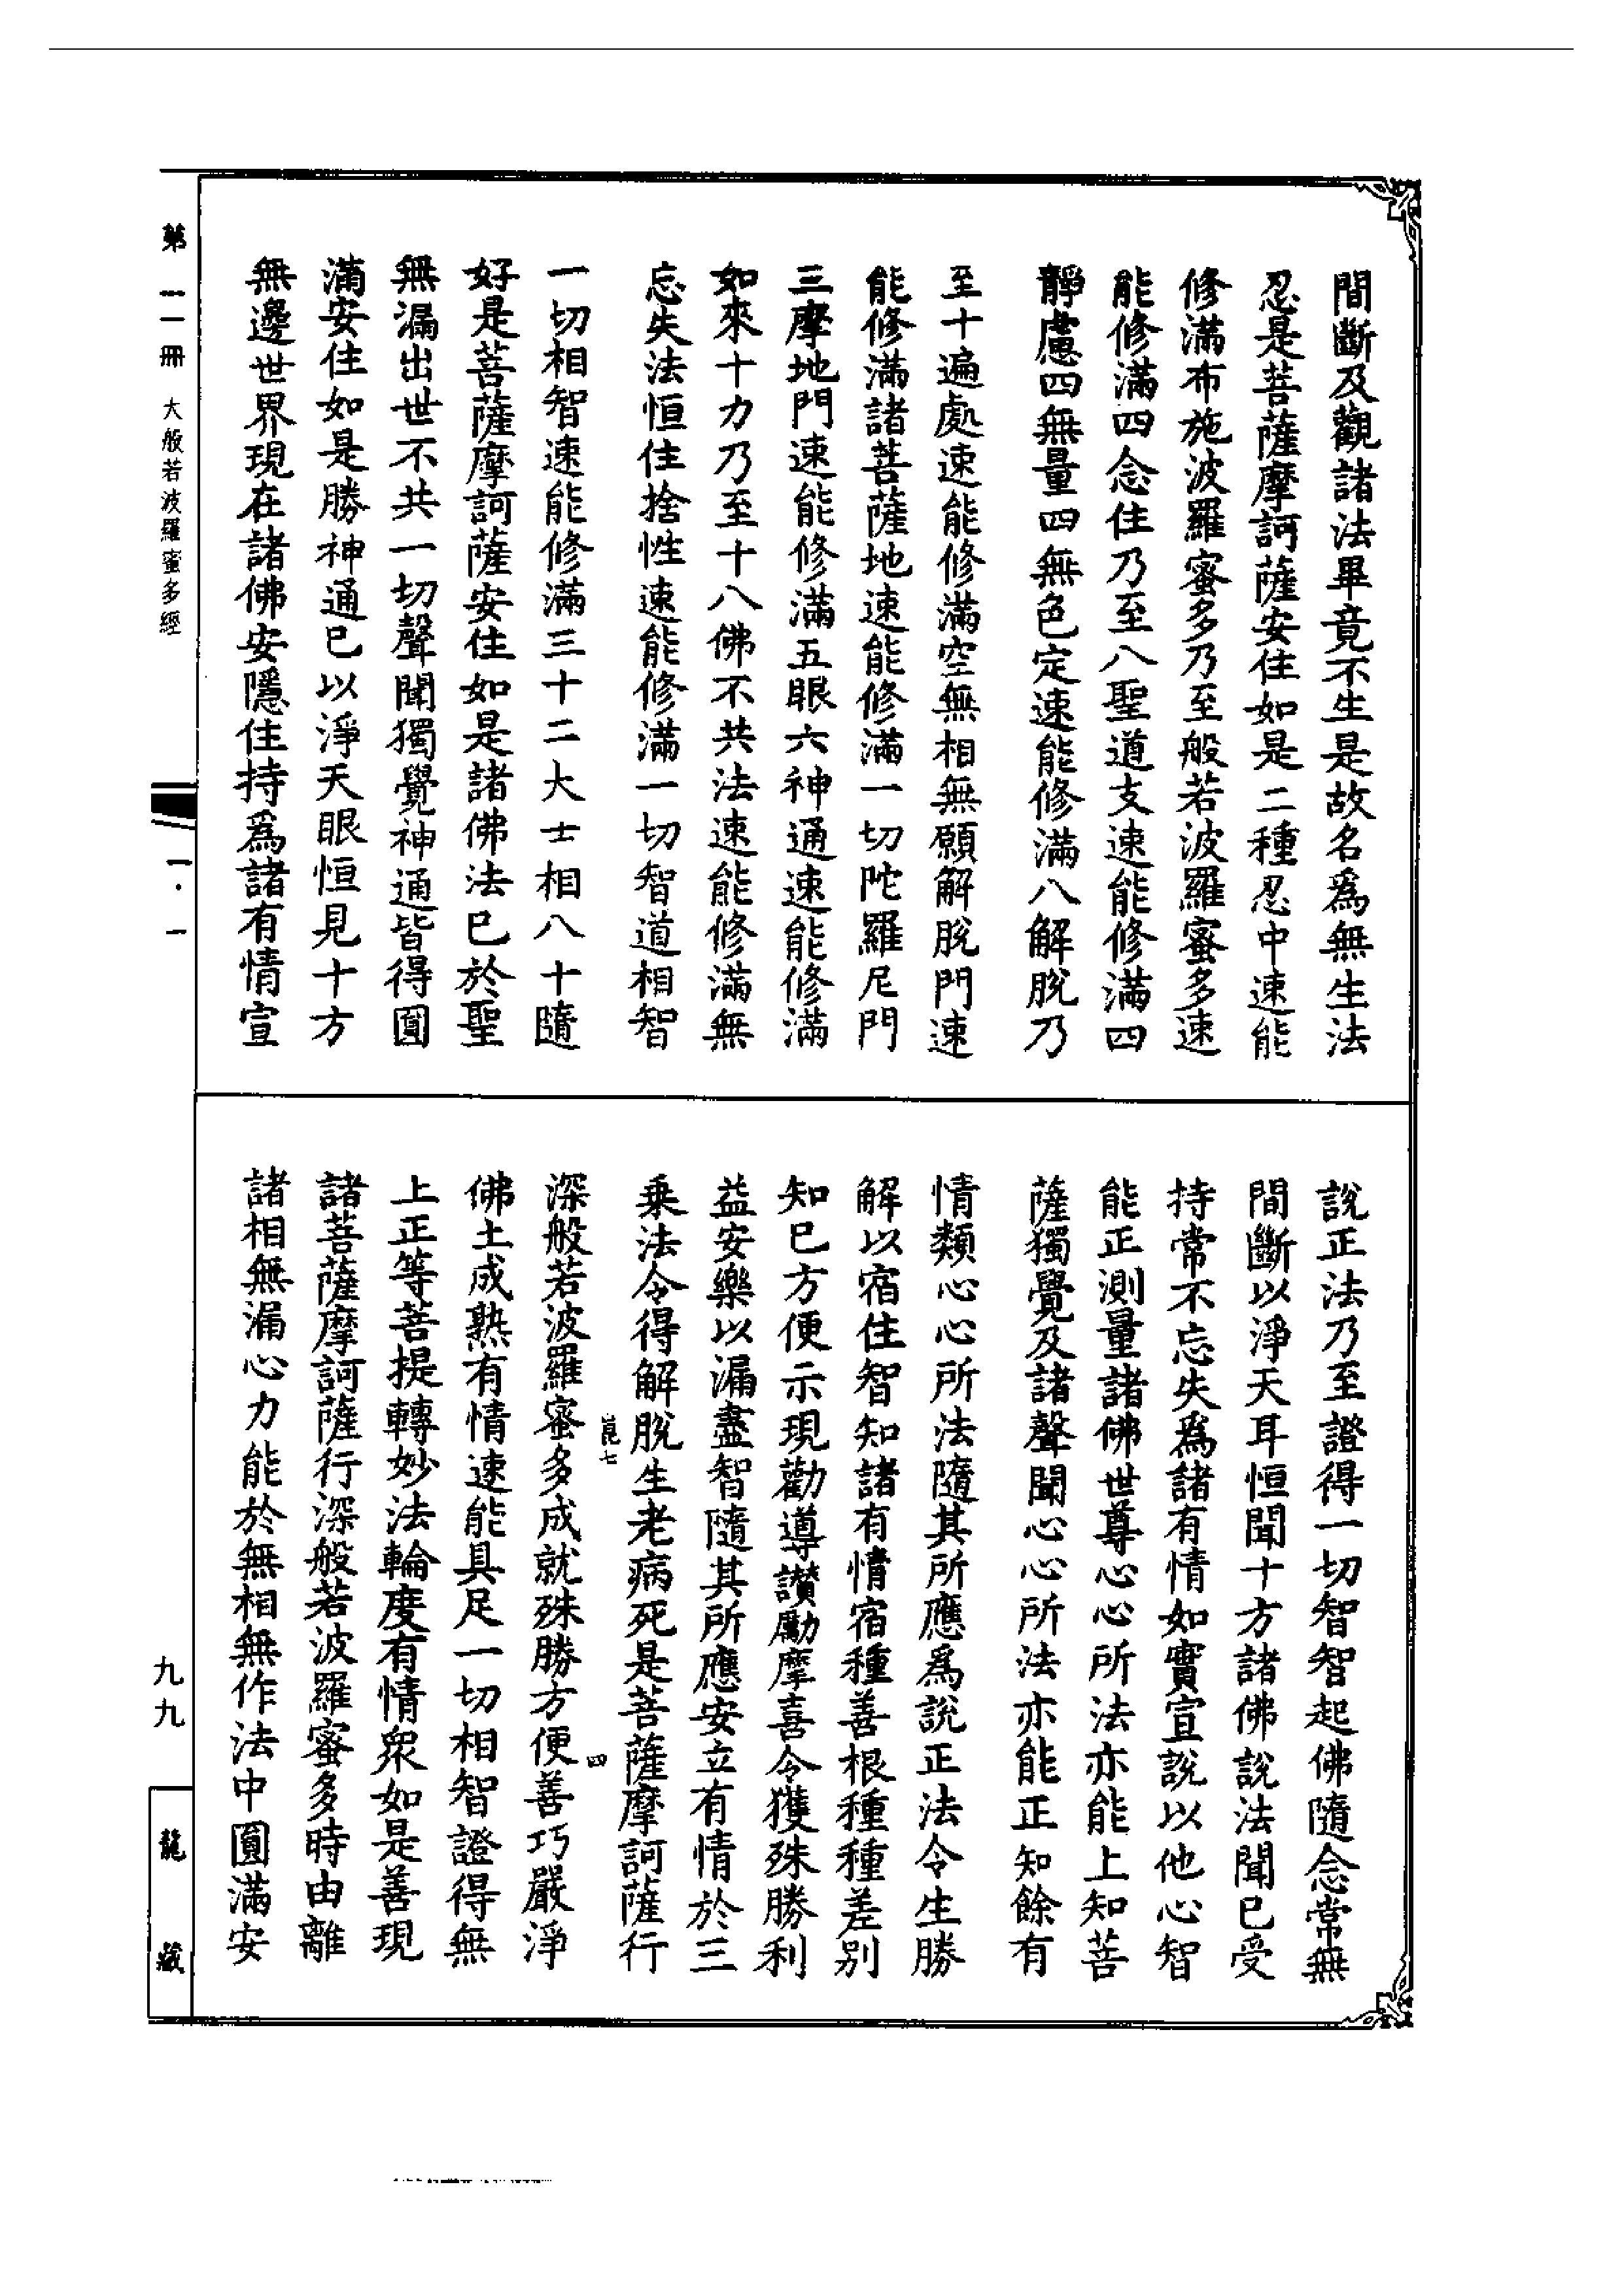 間斷及觀諸法畢竟不生是故名爲無生法
忍是菩薩摩訶薩安住如是二種忍中速能
修滿布施波羅蜜多乃至般若波羅蜜多速
能修滿四念住乃至八聖道支速能修滿四
靜慮四無量四無色定速能修滿八解脫乃
至十遍處速能修滿空無相無願解脫門速
能修滿諸菩薩地速能修滿一切陀羅尼門
三摩地門速能修滿五眼六神通速能修滿
如來十力乃至十八佛不共法速能修滿無
忘失法恒住捨性速能修滿一切智道相智
一切相智速能修滿三十二大士相八十隨
好是菩薩摩訶薩安住如是諸佛法已於聖
無漏出世不共一切聲聞獨覺神通皆得圓
滿安住如是勝神通已以淨天眼恒見十方
無邊世界現在諸佛安隱住持爲諸有情宣
說正法乃至證得一切智智起佛隨念常無
間斷以淨天耳恒聞十方諸佛說法聞已受
持常不忘失爲諸有情如實宣說以他心智
能正測量諸佛世尊心心所法亦能上知菩
薩獨覺及諸聲聞心心所法亦能正知餘有
情類心心所法隨其所應爲說正法令生勝
解以宿住智知諸有情宿種善根種種差別
知已方便示現勸導讚勵摩喜令獲殊勝利
益安樂以漏盡智隨其所應安立有情於三
乗法令得解脫生老病死是菩薩摩訶薩行
崑七 四
深般若波羅蜜多成就殊勝方便善巧嚴淨
佛土成熟有情速能具足一切相智證得無
上正等菩提轉妙法輪度有情衆如是善現
諸菩薩摩訶薩行深般若波羅蜜多時由離
諸相無漏心力能於無相無作法中圓滿安
第一一冊 大般若波羅蜜多經
一·一
九九
龍藏